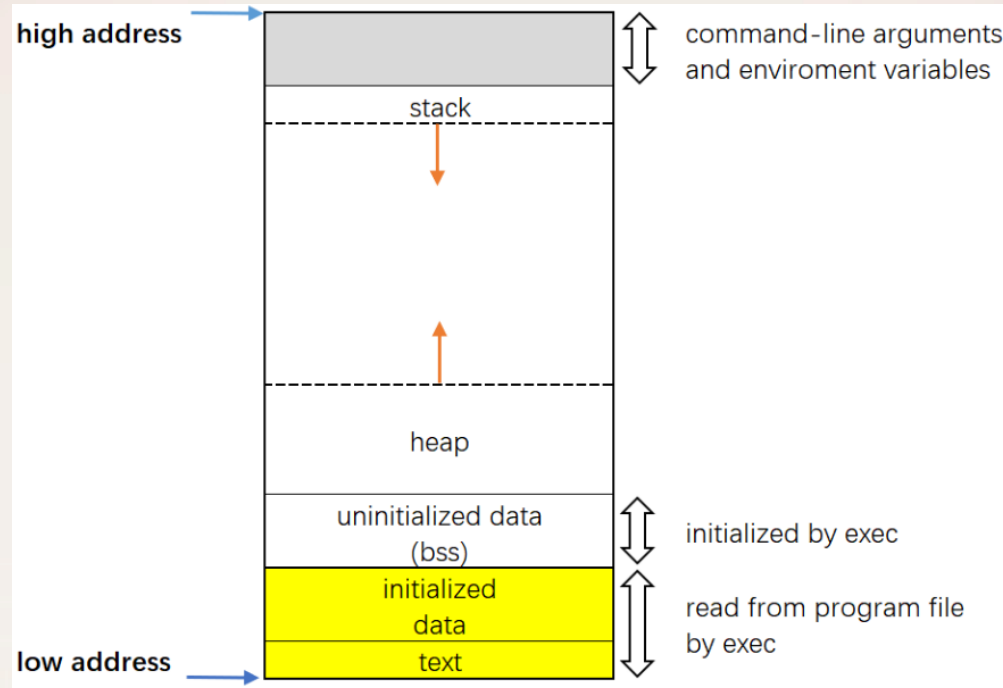 high address
command-line arguments
and enviroment variables
stack
heap
uninitialized data
(bss)
initialized by exec
initialized
data
read from program file
by exec
low address
text